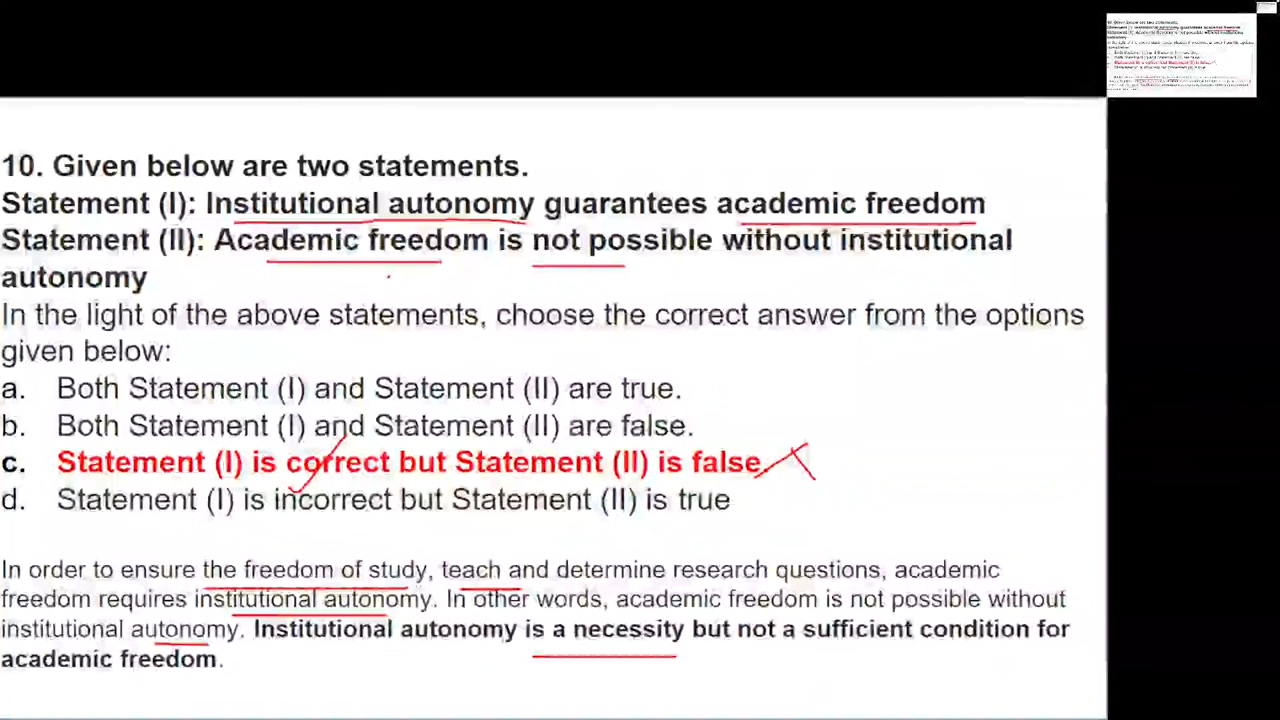 10. Given below are two statements.
Statement (I): Institutional autonomy guarantees academic freedom
Statement (II): Academic freedom is not possible without institutional
autonomy
In the light of the above statements, choose the correct answer from the options
given below:
a. Both Statement (I) and Statement (II) are true.
b. Both Statement (I) and Statement (II) are false.
c. Statement (I) is correct but Statement (II) is false.
d. Statement (I) is incorrect but Statement (II) is true
In order to ensure the freedom of study, teach and determine research questions, academic
freedom requires institutional autonomy. In other words, academic freedom is not possible without
institutional autonomy. Institutional autonomy is a necessity but not a sufficient condition for
academic freedom.